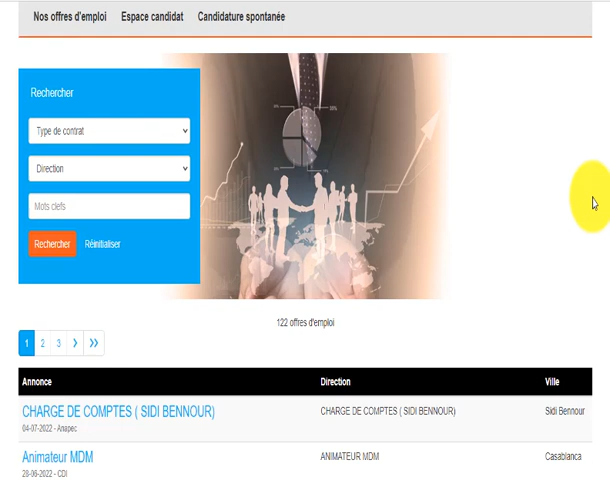 Nos offres d'emploi Espace candidat Candidature spontanée
Rechercher
Type de contrat
Direction
Mots clefs
Rechercher Réinitialiser
122 offres d'emploi
1 2 3 › »
Annonce Direction Ville
CHARGE DE COMPTES ( SIDI BENNOUR) CHARGE DE COMPTES ( SIDI BENNOUR) Sidi Bennour
04-07-2022 - Anapec
Animateur MDM ANIMATEUR MDM Casablanca
28-06-2022 - CDI